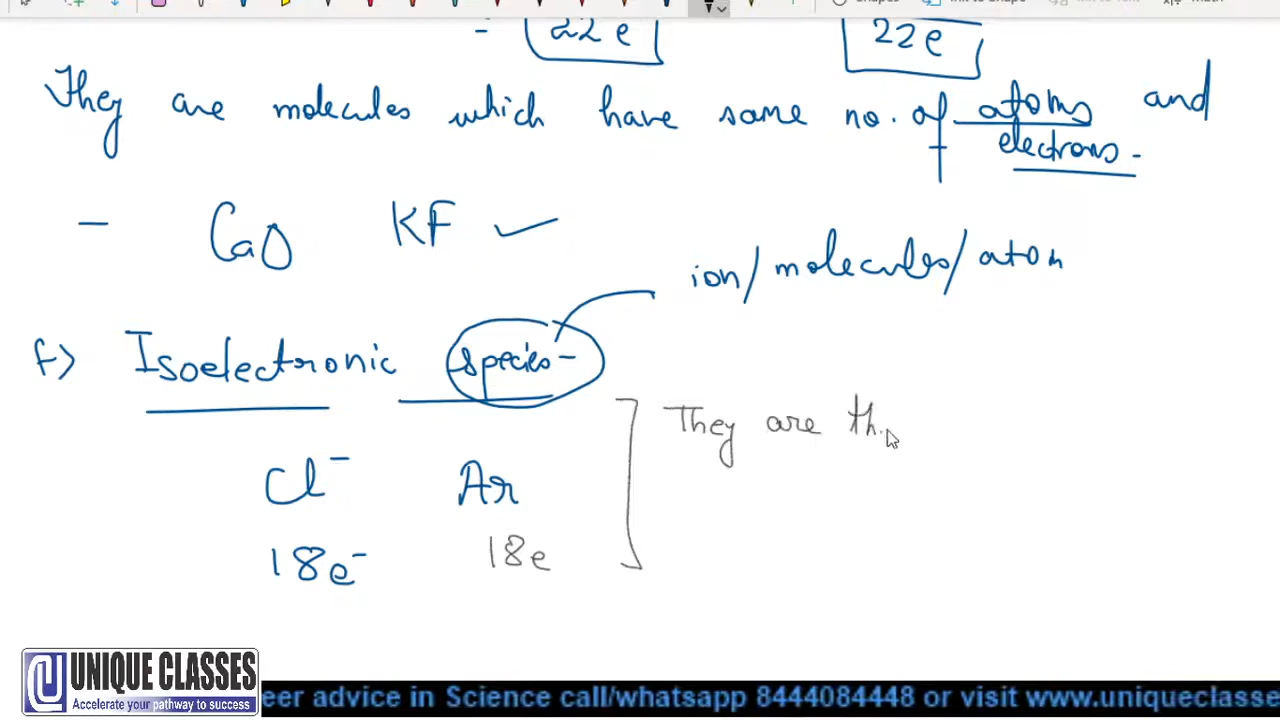 = 22e 22e
They are molecules which have same no. of atoms and
electrons -
- CaO KF ✓
ion/molecules/atom
f) Isoelectronic species -
They are th
Cl⁻ Ar
18e⁻ 18e
UNIQUE CLASSES
Accelerate your pathway to success
eer advice in Science call/whatsapp 8444084448 or visit www.uniqueclasse